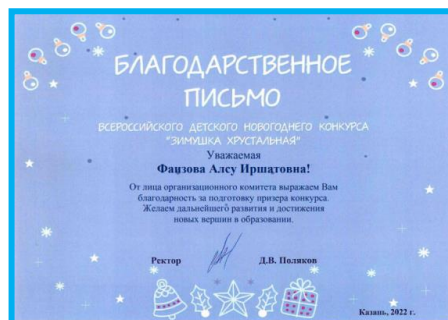 БЛАГОДАРСТВЕННОЕ
ПИСЬМО
ВСЕРОССИЙСКОГО ДЕТСКОГО НОВОГОДНЕГО КОНКУРСА
"ЗИМУШКА ХРУСТАЛЬНАЯ"
Уважаемая
Фаизова Алсу Иршатовна!
От лица организационного комитета выражаем Вам
благодарность за подготовку призера конкурса.
Желаем дальнейшего развития и достижения
новых вершин в образовании.
Ректор Д.В. Поляков
Казань, 2022 г.